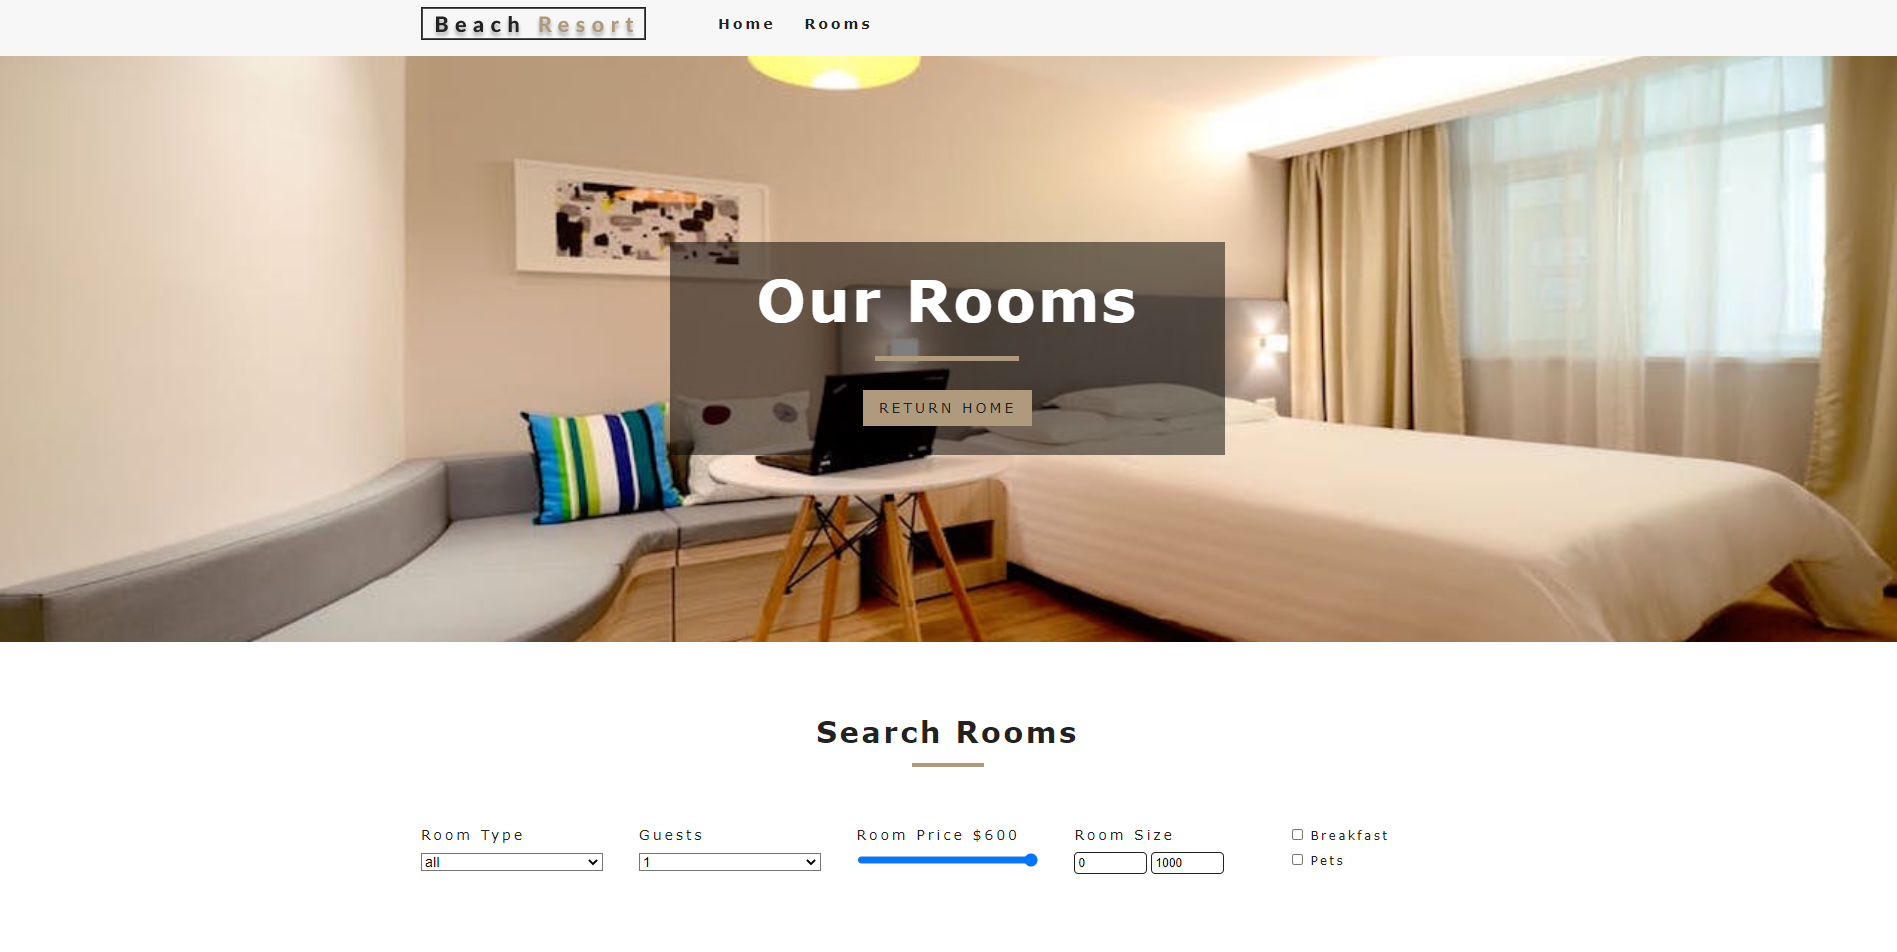 Beach Resort
Home Rooms
Our Rooms
RETURN HOME
Search Rooms
Room Type Guests Room Price $600 Room Size Breakfast
all 1 0 1000 Pets